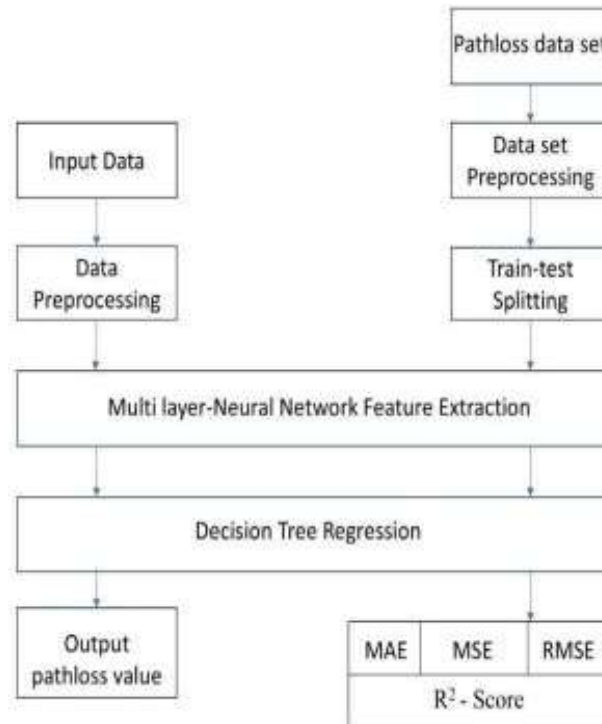 Pathloss data set
Input Data
Data set
Preprocessing
Data
Preprocessing
Train-test
Splitting
Multi layer-Neural Network Feature Extraction
Decision Tree Regression
Output
pathloss value
MAE MSE RMSE
R² - Score